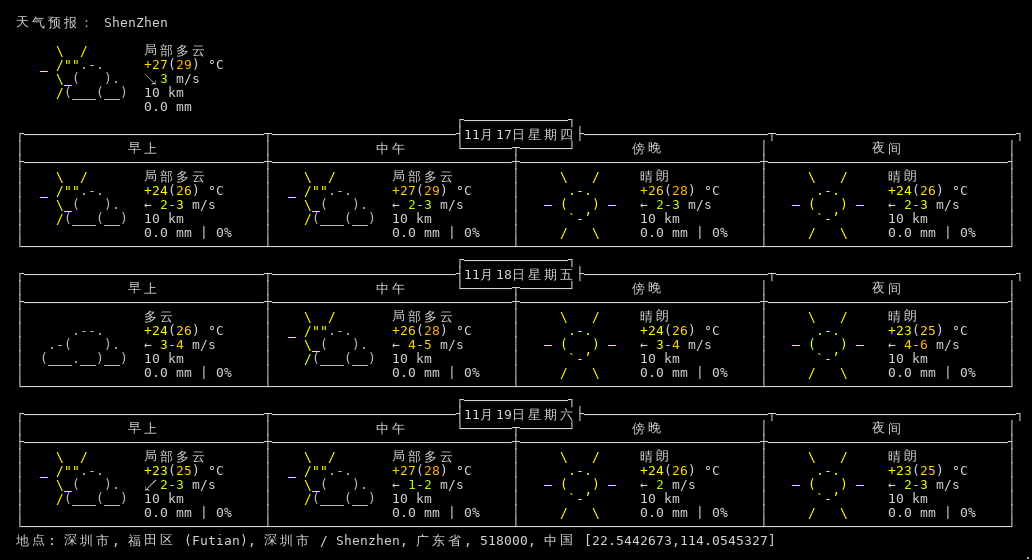 天气预报： ShenZhen
局部多云
+27(29) °C
↘ 3 m/s
10 km
0.0 mm
11月17日星期四
早上 中午 傍晚 夜间
局部多云 局部多云 晴朗 晴朗
+24(26) °C +27(29) °C +26(28) °C +24(26) °C
← 2-3 m/s ← 2-3 m/s ← 2-3 m/s ← 2-3 m/s
10 km 10 km 10 km 10 km
0.0 mm | 0% 0.0 mm | 0% 0.0 mm | 0% 0.0 mm | 0%
11月18日星期五
早上 中午 傍晚 夜间
多云 局部多云 晴朗 晴朗
+24(26) °C +26(28) °C +24(26) °C +23(25) °C
← 3-4 m/s ← 4-5 m/s ← 3-4 m/s ← 4-6 m/s
10 km 10 km 10 km 10 km
0.0 mm | 0% 0.0 mm | 0% 0.0 mm | 0% 0.0 mm | 0%
11月19日星期六
早上 中午 傍晚 夜间
局部多云 局部多云 晴朗 晴朗
+23(25) °C +27(28) °C +24(26) °C +23(25) °C
↙ 2-3 m/s ← 1-2 m/s ← 2 m/s ← 2-3 m/s
10 km 10 km 10 km 10 km
0.0 mm | 0% 0.0 mm | 0% 0.0 mm | 0% 0.0 mm | 0%
地点: 深圳市, 福田区 (Futian), 深圳市 / Shenzhen, 广东省, 518000, 中国 [22.5442673,114.0545327]